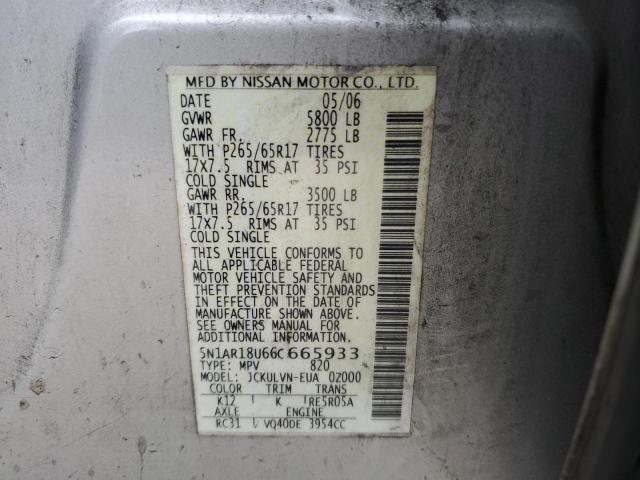 MFD BY NISSAN MOTOR CO., LTD.
DATE 05/06
GVWR 5800 LB
GAWR FR. 2775 LB
WITH P265/65R17 TIRES
17X7.5 RIMS AT 35 PSI
COLD SINGLE
GAWR RR. 3500 LB
WITH P265/65R17 TIRES
17X7.5 RIMS AT 35 PSI
COLD SINGLE
THIS VEHICLE CONFORMS TO
ALL APPLICABLE FEDERAL
MOTOR VEHICLE SAFETY AND
THEFT PREVENTION STANDARDS
IN EFFECT ON THE DATE OF
MANUFACTURE SHOWN ABOVE.
SEE OWNERS MANUAL FOR
ADDITIONAL INFORMATION.
5N1AR18U66C665933
TYPE: MPV 820
MODEL: JCKULVN-EUA 0Z000
COLOR TRIM TRANS
K12 K RE5R05A
AXLE ENGINE
RC31 VQ40DE 3954CC